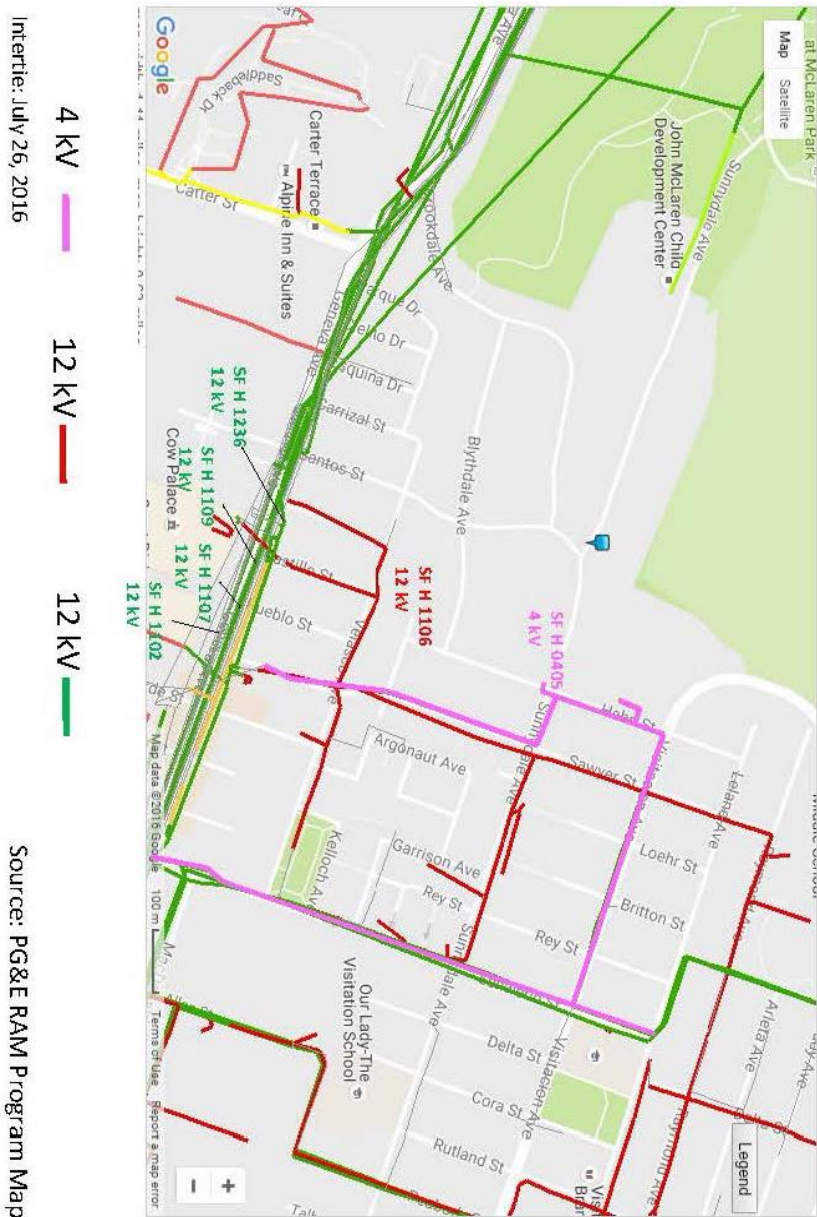 at McLaren Park
Map
Satellite
Sunnydale Ave
John McLaren Child
Development Center
Saddleback Dr
Google
Carter Terrace
Carter St
Alpine Inn & Suites
Brookdale Ave
Geneva Ave
Carrizal St
Santos St
Blythdale Ave
Cow Palace
SF H 1236
12 kV
SF H 1109
12 kV
SF H 1107
12 kV
SF H 1102
12 kV
SF H 1106
12 kV
SF H 0405
4 kV
Hahn St
Sunnydale Ave
Sawyer St
Leland Ave
Argonaut Ave
Loehr St
Garrison Ave
Britton St
Kelloch Ave
Rey St
Rey St
Sunnydale Ave
Our Lady-The
Visitation School
Delta St
Visitacion Ave
Cora St
Rutland St
Raymond Ave
Arleta Ave
Legend
Map data ©2016 Google
100 m
Terms of Use
Report a map error
+
−
4 kV
12 kV
12 kV
Intertie: July 26, 2016
Source: PG&E RAM Program Map